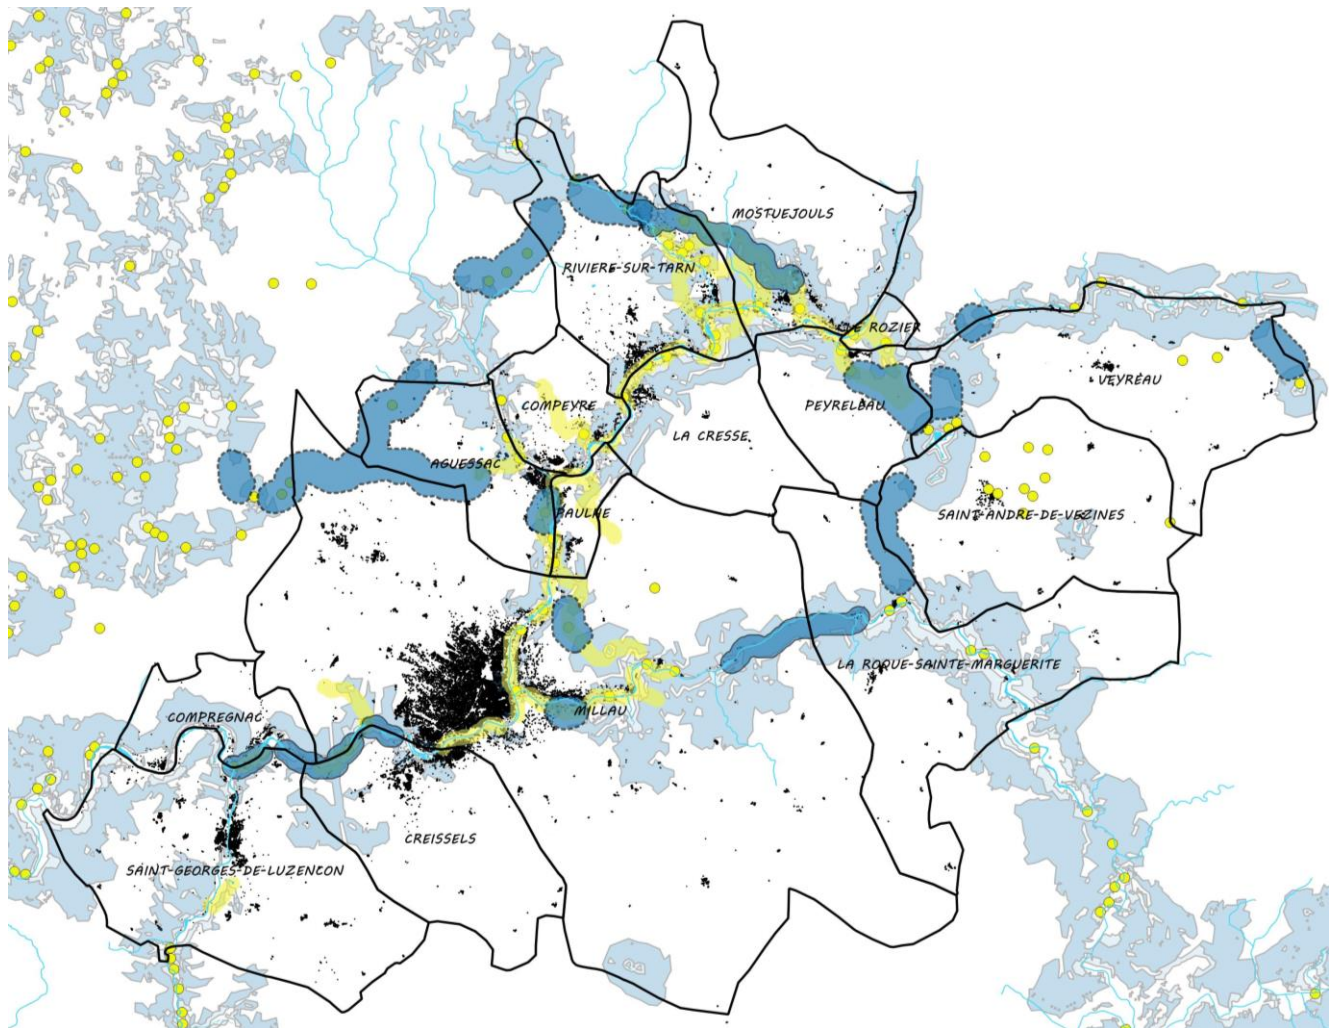 MOSTUEJOULS
RIVIERE-SUR-TARN
LE ROZIER
VEYREAU
COMPEYRE
PEYRELEAU
LA CRESSE
AGUESSAC
PAULHE
SAINT-ANDRE-DE-VEZINES
LA ROQUE-SAINTE-MARGUERITE
COMPREGNAC
MILLAU
CREISSELS
SAINT-GEORGES-DE-LUZENCON